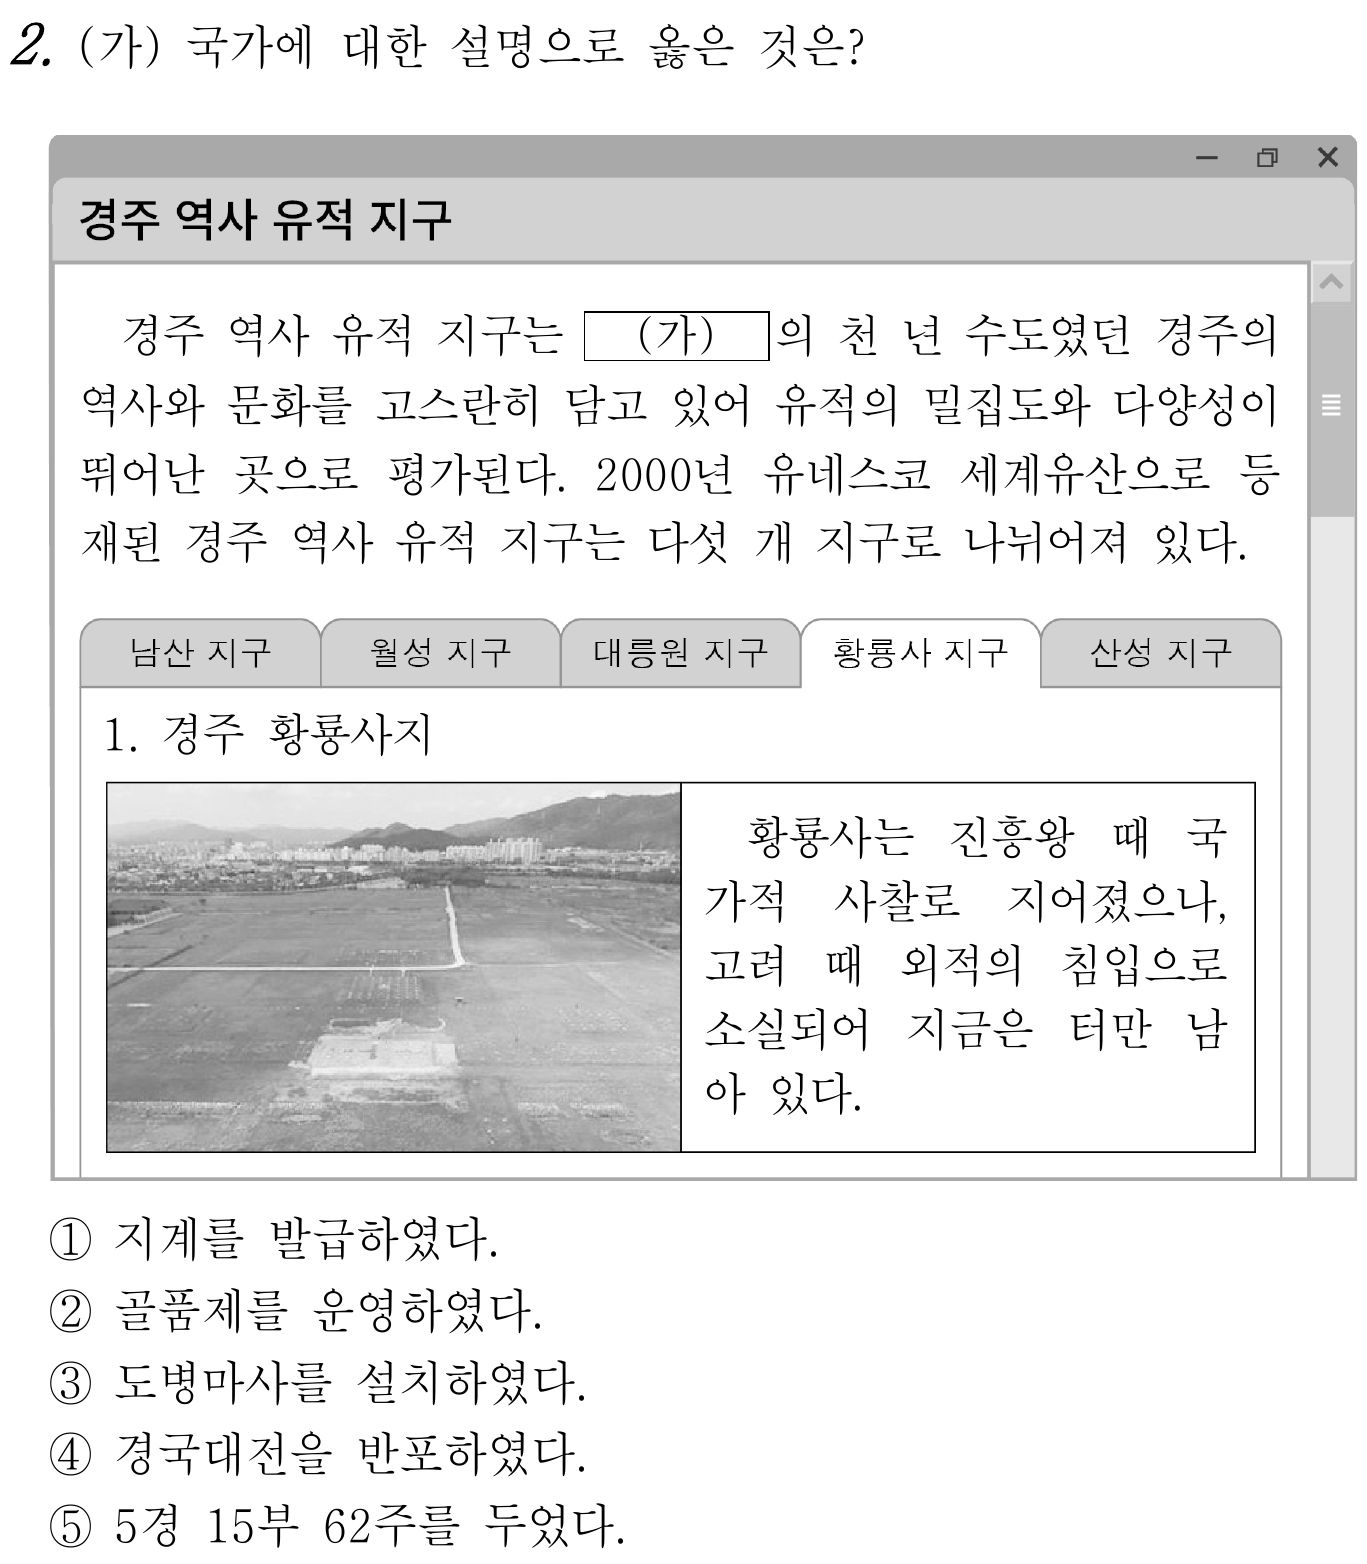 2. (가) 국가에 대한 설명으로 옳은 것은?
경주 역사 유적 지구
경주 역사 유적 지구는 (가) 의 천 년 수도였던 경주의
역사와 문화를 고스란히 담고 있어 유적의 밀집도와 다양성이
뛰어난 곳으로 평가된다. 2000년 유네스코 세계유산으로 등
재된 경주 역사 유적 지구는 다섯 개 지구로 나뉘어져 있다.
남산 지구 월성 지구 대릉원 지구 황룡사 지구 산성 지구
1. 경주 황룡사지
황룡사는 진흥왕 때 국
가적 사찰로 지어졌으나,
고려 때 외적의 침입으로
소실되어 지금은 터만 남
아 있다.
① 지계를 발급하였다.
② 골품제를 운영하였다.
③ 도병마사를 설치하였다.
④ 경국대전을 반포하였다.
⑤ 5경 15부 62주를 두었다.